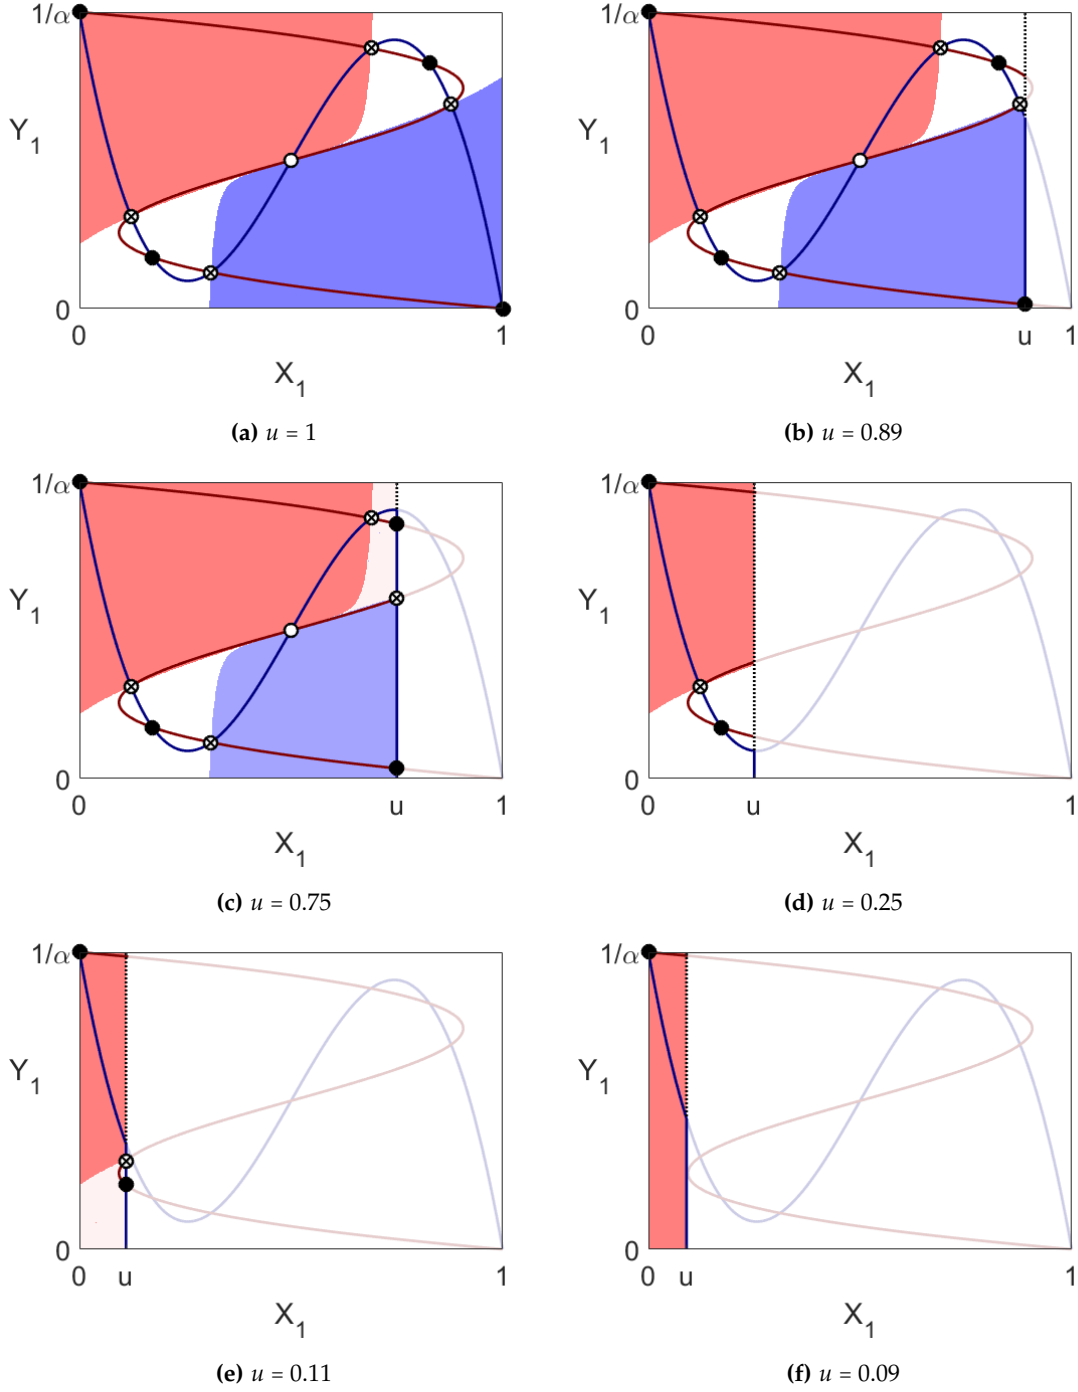 1/α
Y1
0
0
1
X1
(a) u = 1
1/α
Y1
0
0
u
1
X1
(b) u = 0.89
1/α
Y1
0
0
u
1
X1
(c) u = 0.75
1/α
Y1
0
0
u
1
X1
(d) u = 0.25
1/α
Y1
0
0
u
1
X1
(e) u = 0.11
1/α
Y1
0
0
u
1
X1
(f) u = 0.09